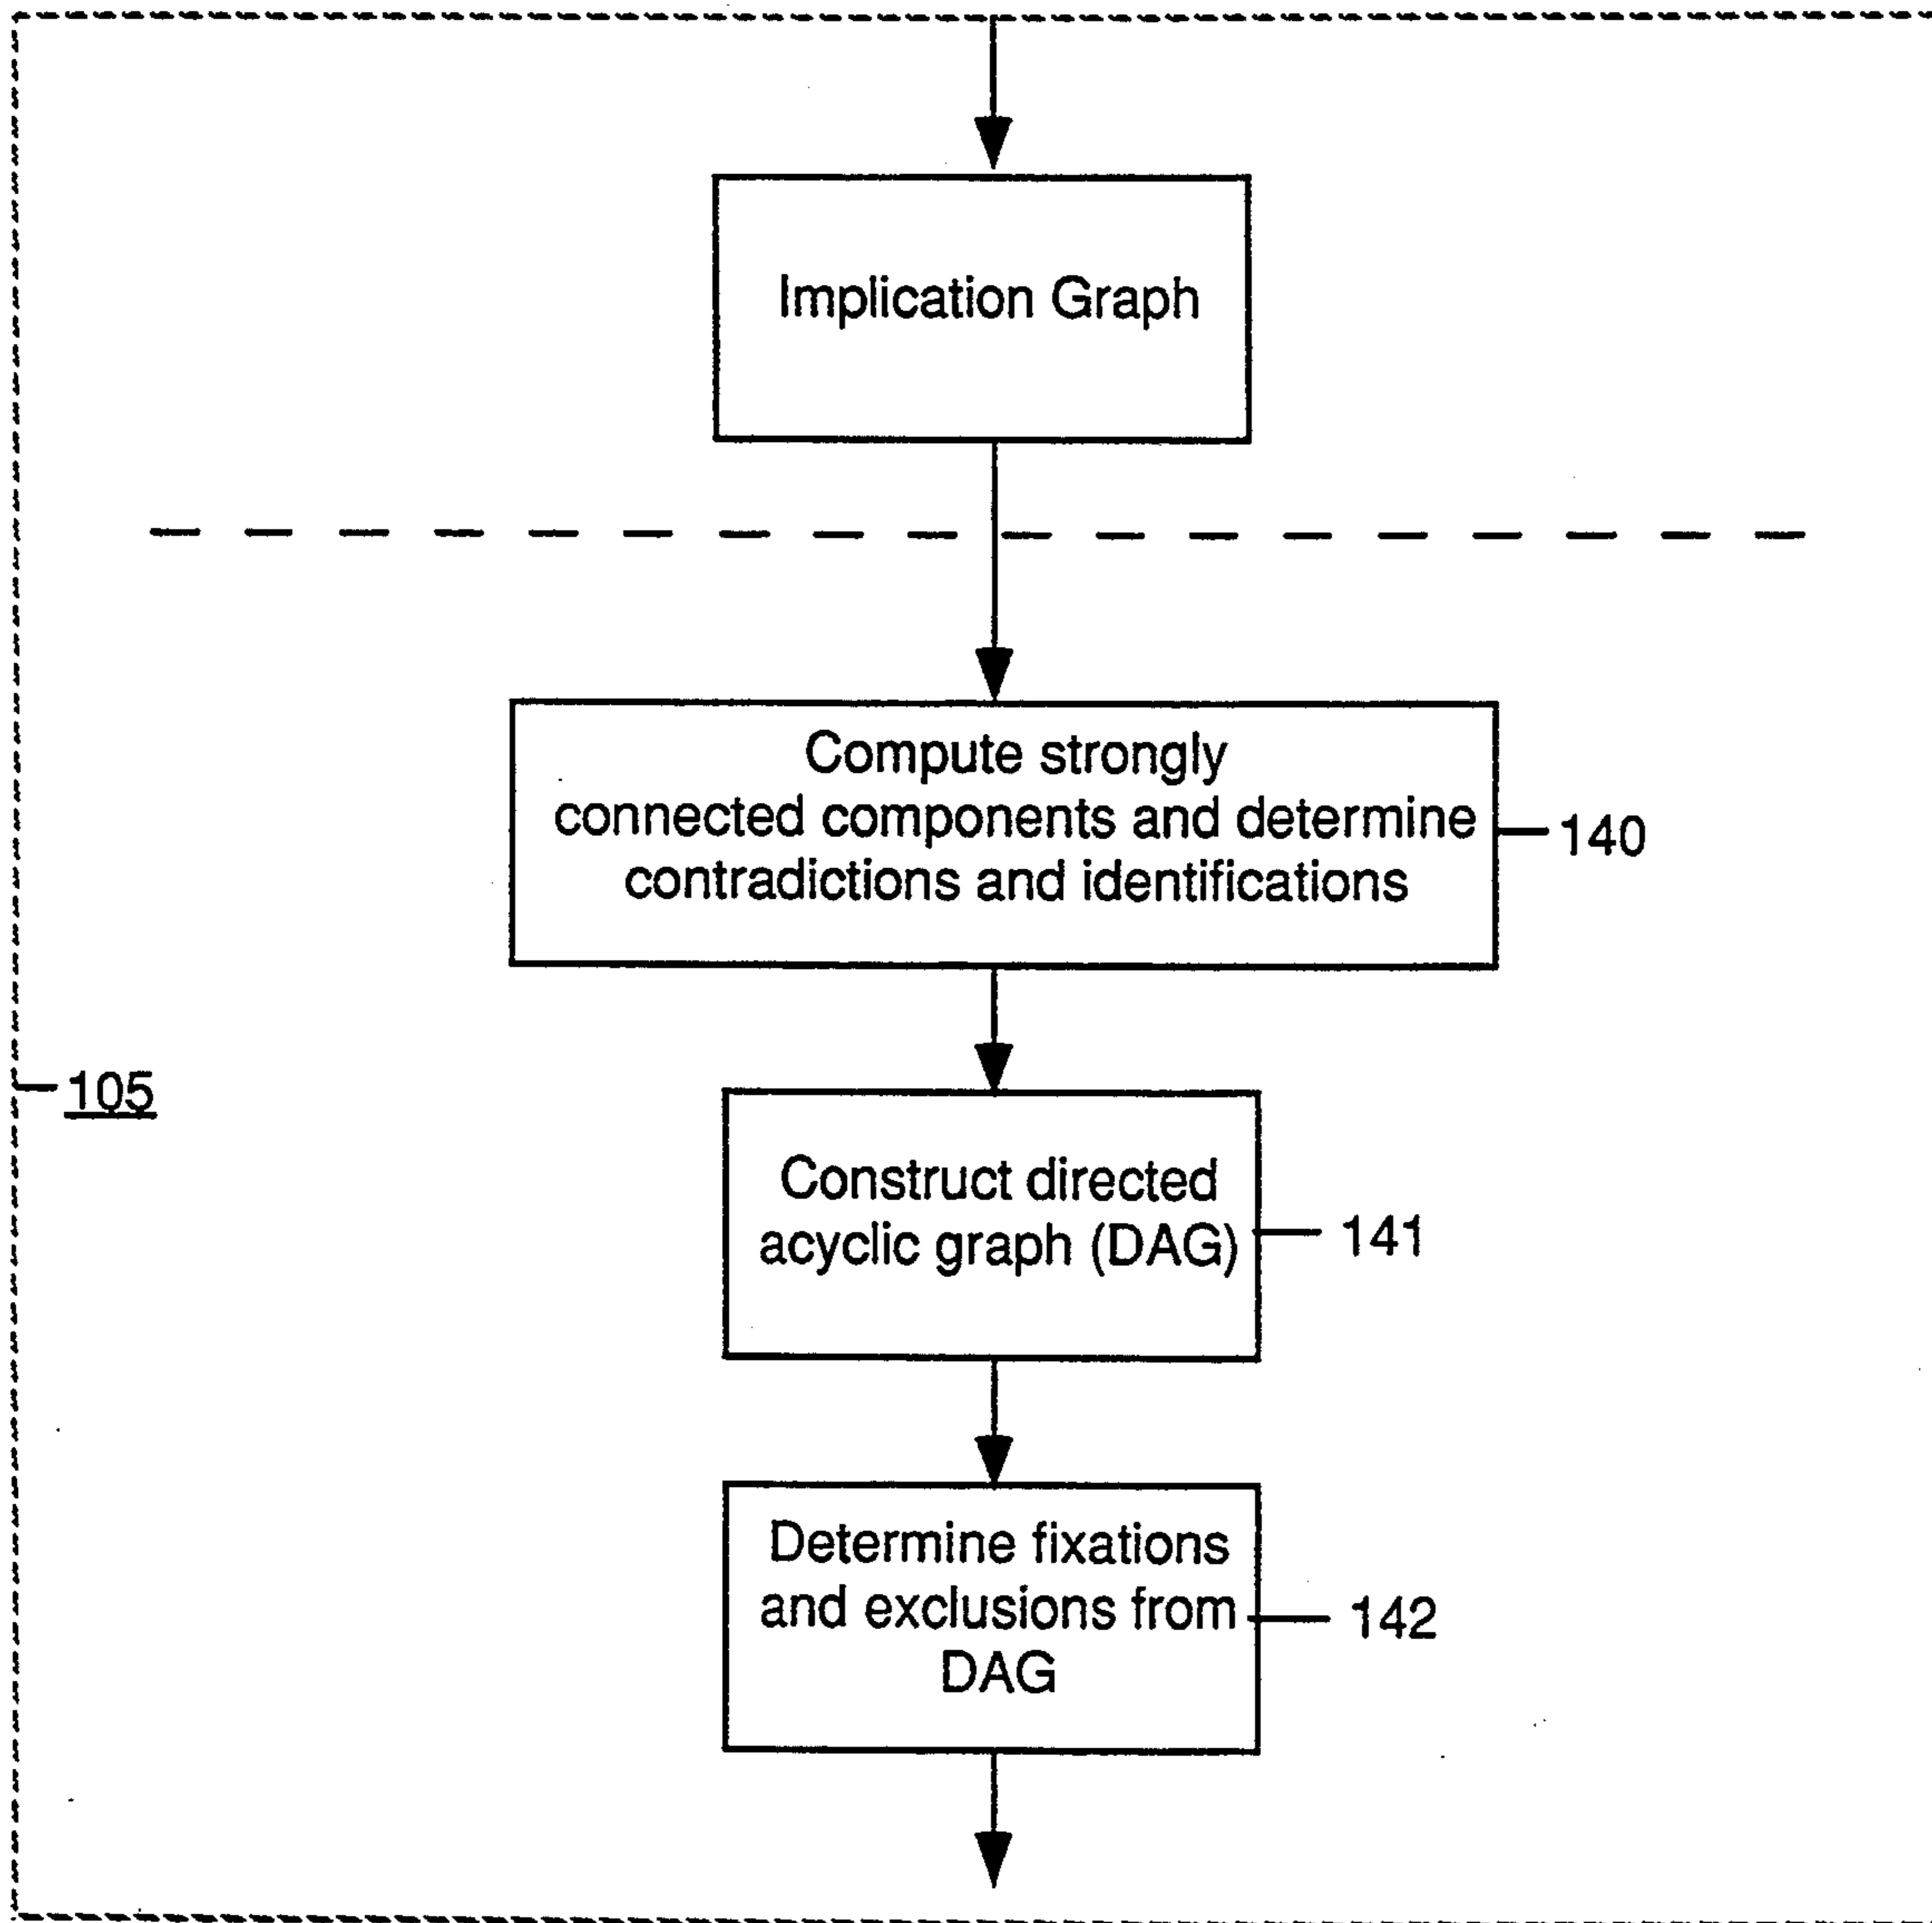 Implication Graph
Compute strongly
connected components and determine
contradictions and identifications
140
105
Construct directed
acyclic graph (DAG)
141
Determine fixations
and exclusions from
DAG
142